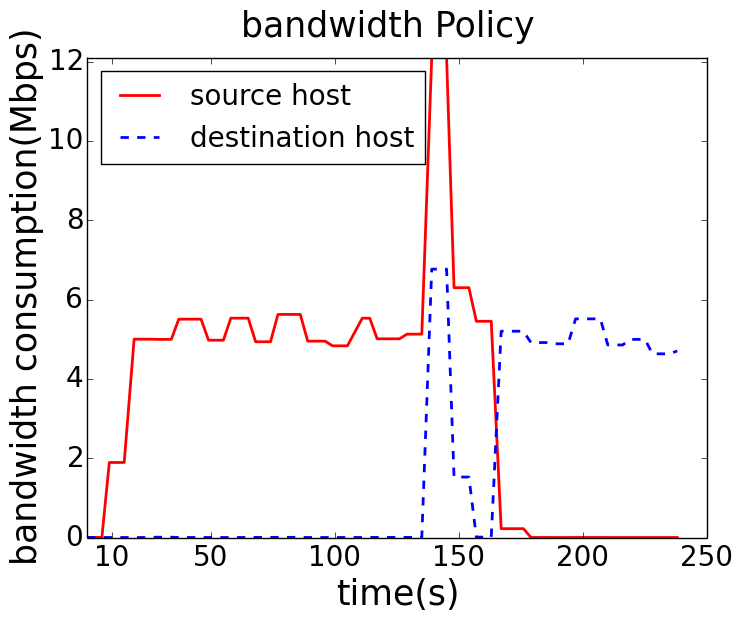 bandwidth Policy
bandwidth consumption(Mbps)
12
10
8
6
4
2
0
source host
destination host
10 50 100 150 200 250
time(s)